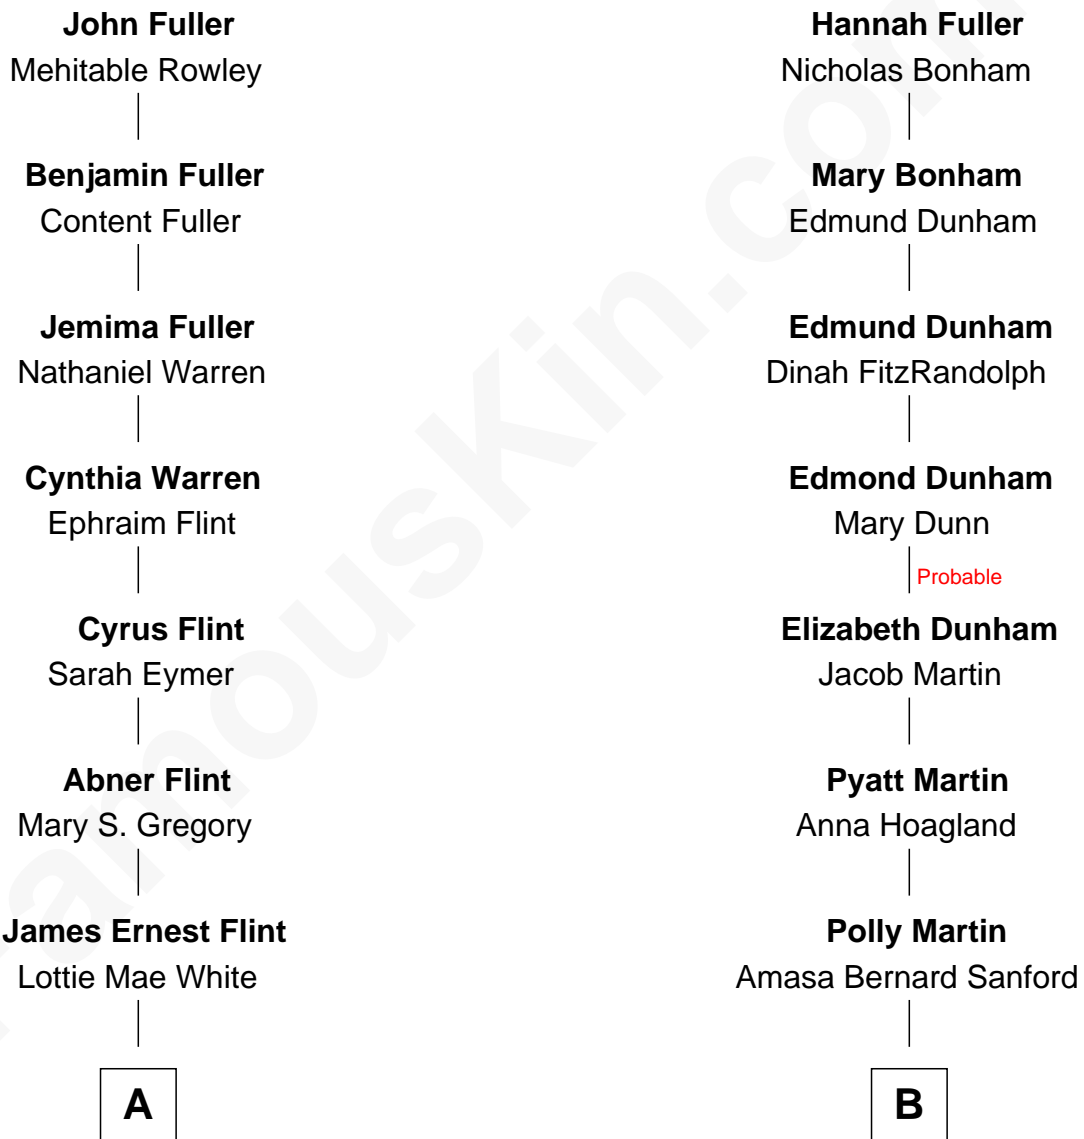 John Fuller
Mehitable Rowley
Benjamin Fuller
Content Fuller
Jemima Fuller
Nathaniel Warren
Cynthia Warren
Ephraim Flint
Cyrus Flint
Sarah Eymer
Abner Flint
Mary S. Gregory
James Ernest Flint
Lottie Mae White
A
Hannah Fuller
Nicholas Bonham
Mary Bonham
Edmund Dunham
Edmund Dunham
Dinah FitzRandolph
Edmond Dunham
Mary Dunn
Probable
Elizabeth Dunham
Jacob Martin
Pyatt Martin
Anna Hoagland
Polly Martin
Amasa Bernard Sanford
B
FamousKin.com